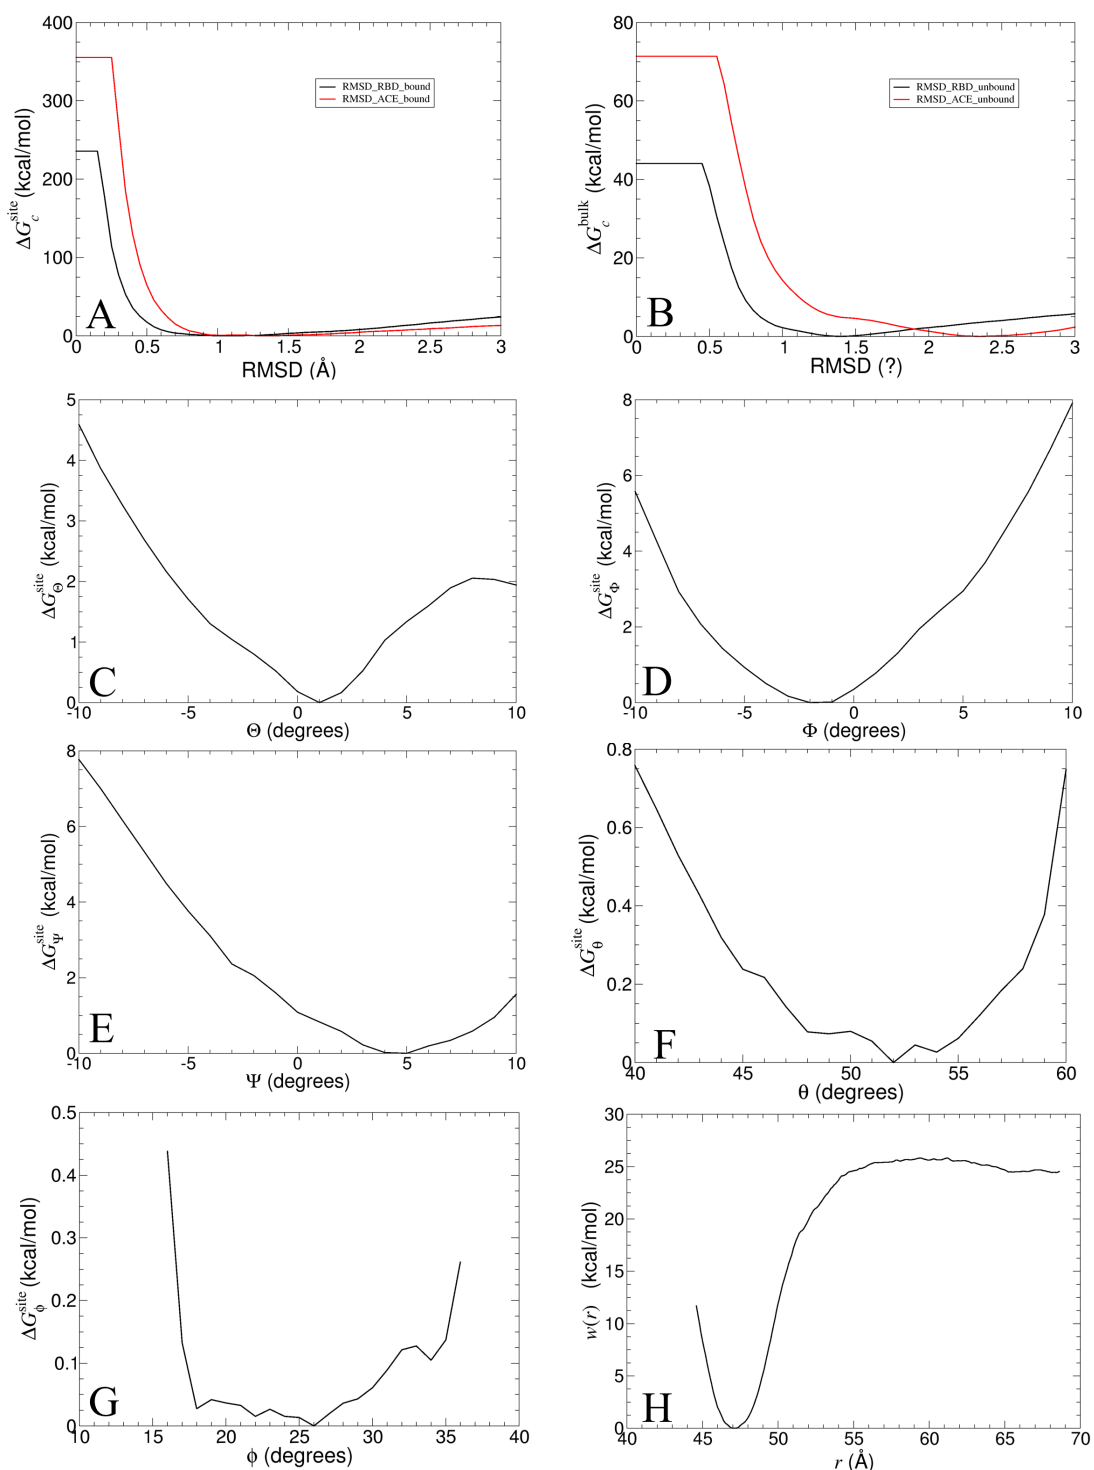 400
300
200
100
0
ΔG_c^site (kcal/mol)
RMSD_RBD_bound
RMSD_ACE_bound
A
0 0.5 1 1.5 2 2.5 3
RMSD (Å)
80
60
40
20
0
ΔG_c^bulk (kcal/mol)
RMSD_RBD_unbound
RMSD_ACE_unbound
B
0 0.5 1 1.5 2 2.5 3
RMSD (?)
5
4
3
2
1
0
ΔG_Θ^site (kcal/mol)
C
-10 -5 0 5 10
Θ (degrees)
8
6
4
2
0
ΔG_Φ^site (kcal/mol)
D
-10 -5 0 5 10
Φ (degrees)
8
6
4
2
0
ΔG_Ψ^site (kcal/mol)
E
-10 -5 0 5 10
Ψ (degrees)
0.8
0.6
0.4
0.2
0
ΔG_θ^site (kcal/mol)
F
40 45 50 55 60
θ (degrees)
0.5
0.4
0.3
0.2
0.1
0
ΔG_ϕ^site (kcal/mol)
G
10 15 20 25 30 35 40
ϕ (degrees)
30
25
20
15
10
5
0
w(r) (kcal/mol)
H
40 45 50 55 60 65 70
r (Å)